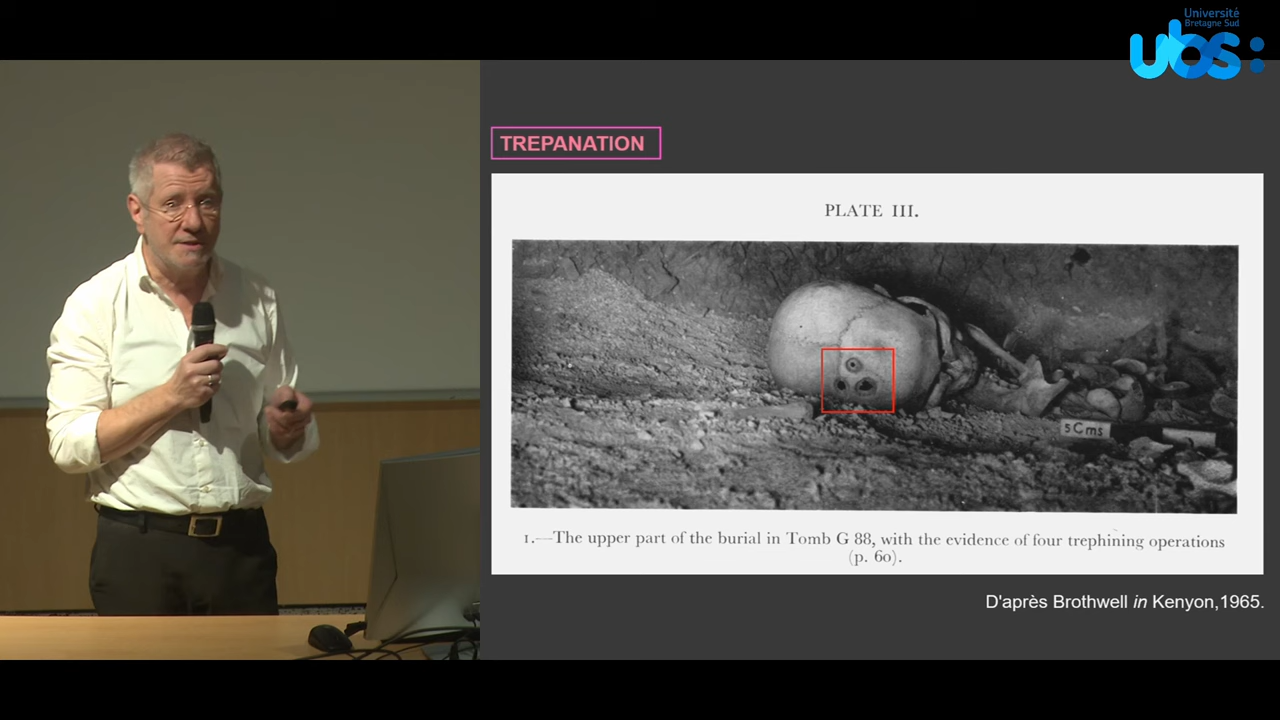 Université
Bretagne Sud
ubs:
TREPANATION
PLATE III.
5Cms
1.—The upper part of the burial in Tomb G 88, with the evidence of four trephining operations
(p. 60).
D'après Brothwell in Kenyon,1965.